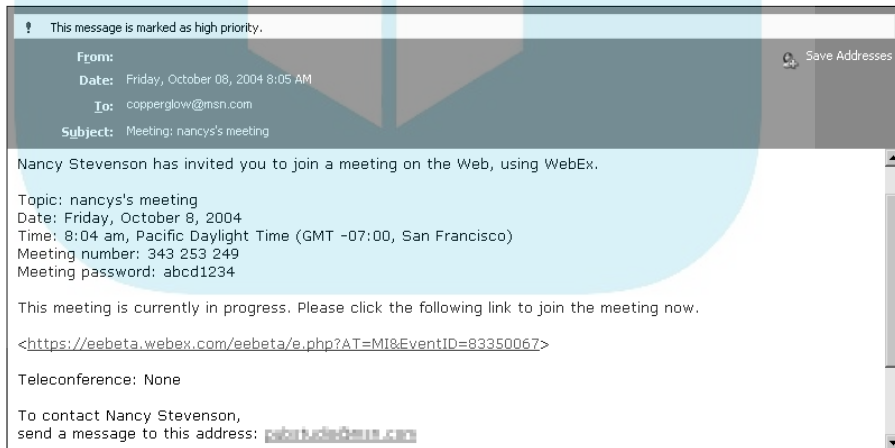 ! This message is marked as high priority.
From:
Save Addresses
Date: Friday, October 08, 2004 8:05 AM
To: copperglow@msn.com
Subject: Meeting: nancys's meeting
Nancy Stevenson has invited you to join a meeting on the Web, using WebEx.
Topic: nancys's meeting
Date: Friday, October 8, 2004
Time: 8:04 am, Pacific Daylight Time (GMT -07:00, San Francisco)
Meeting number: 343 253 249
Meeting password: abcd1234
This meeting is currently in progress. Please click the following link to join the meeting now.
<https://eebeta.webex.com/eebeta/e.php?AT=MI&EventID=83350067>
Teleconference: None
To contact Nancy Stevenson,
send a message to this address: